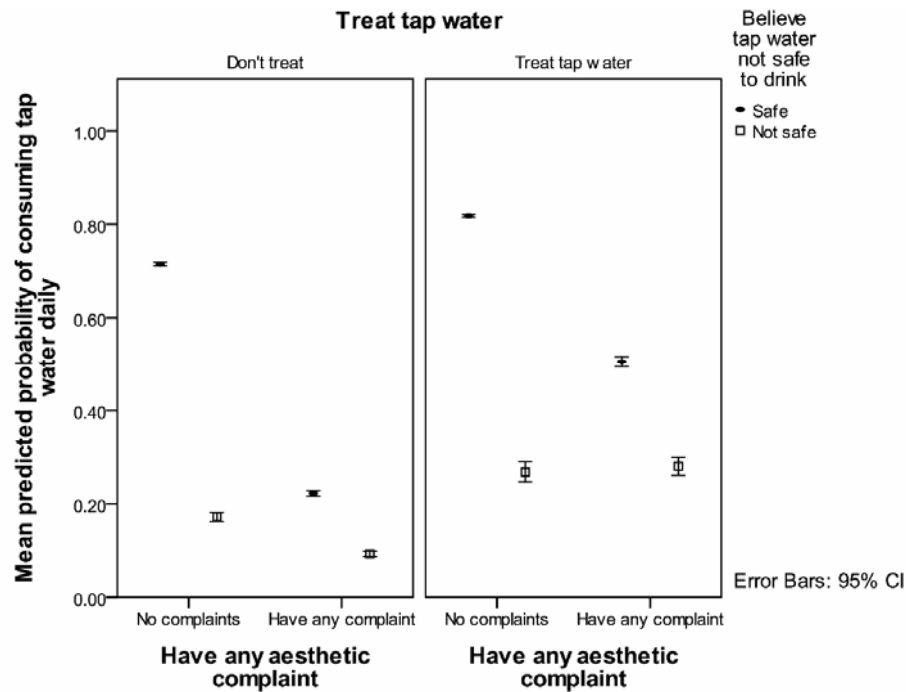 Treat tap water
Don't treat
Treat tap water
Believe
tap water
not safe
to drink
Safe
Not safe
Mean predicted probability of consuming tap
water daily
1.00
0.80
0.60
0.40
0.20
0.00
No complaints
Have any complaint
No complaints
Have any complaint
Have any aesthetic
complaint
Have any aesthetic
complaint
Error Bars: 95% CI